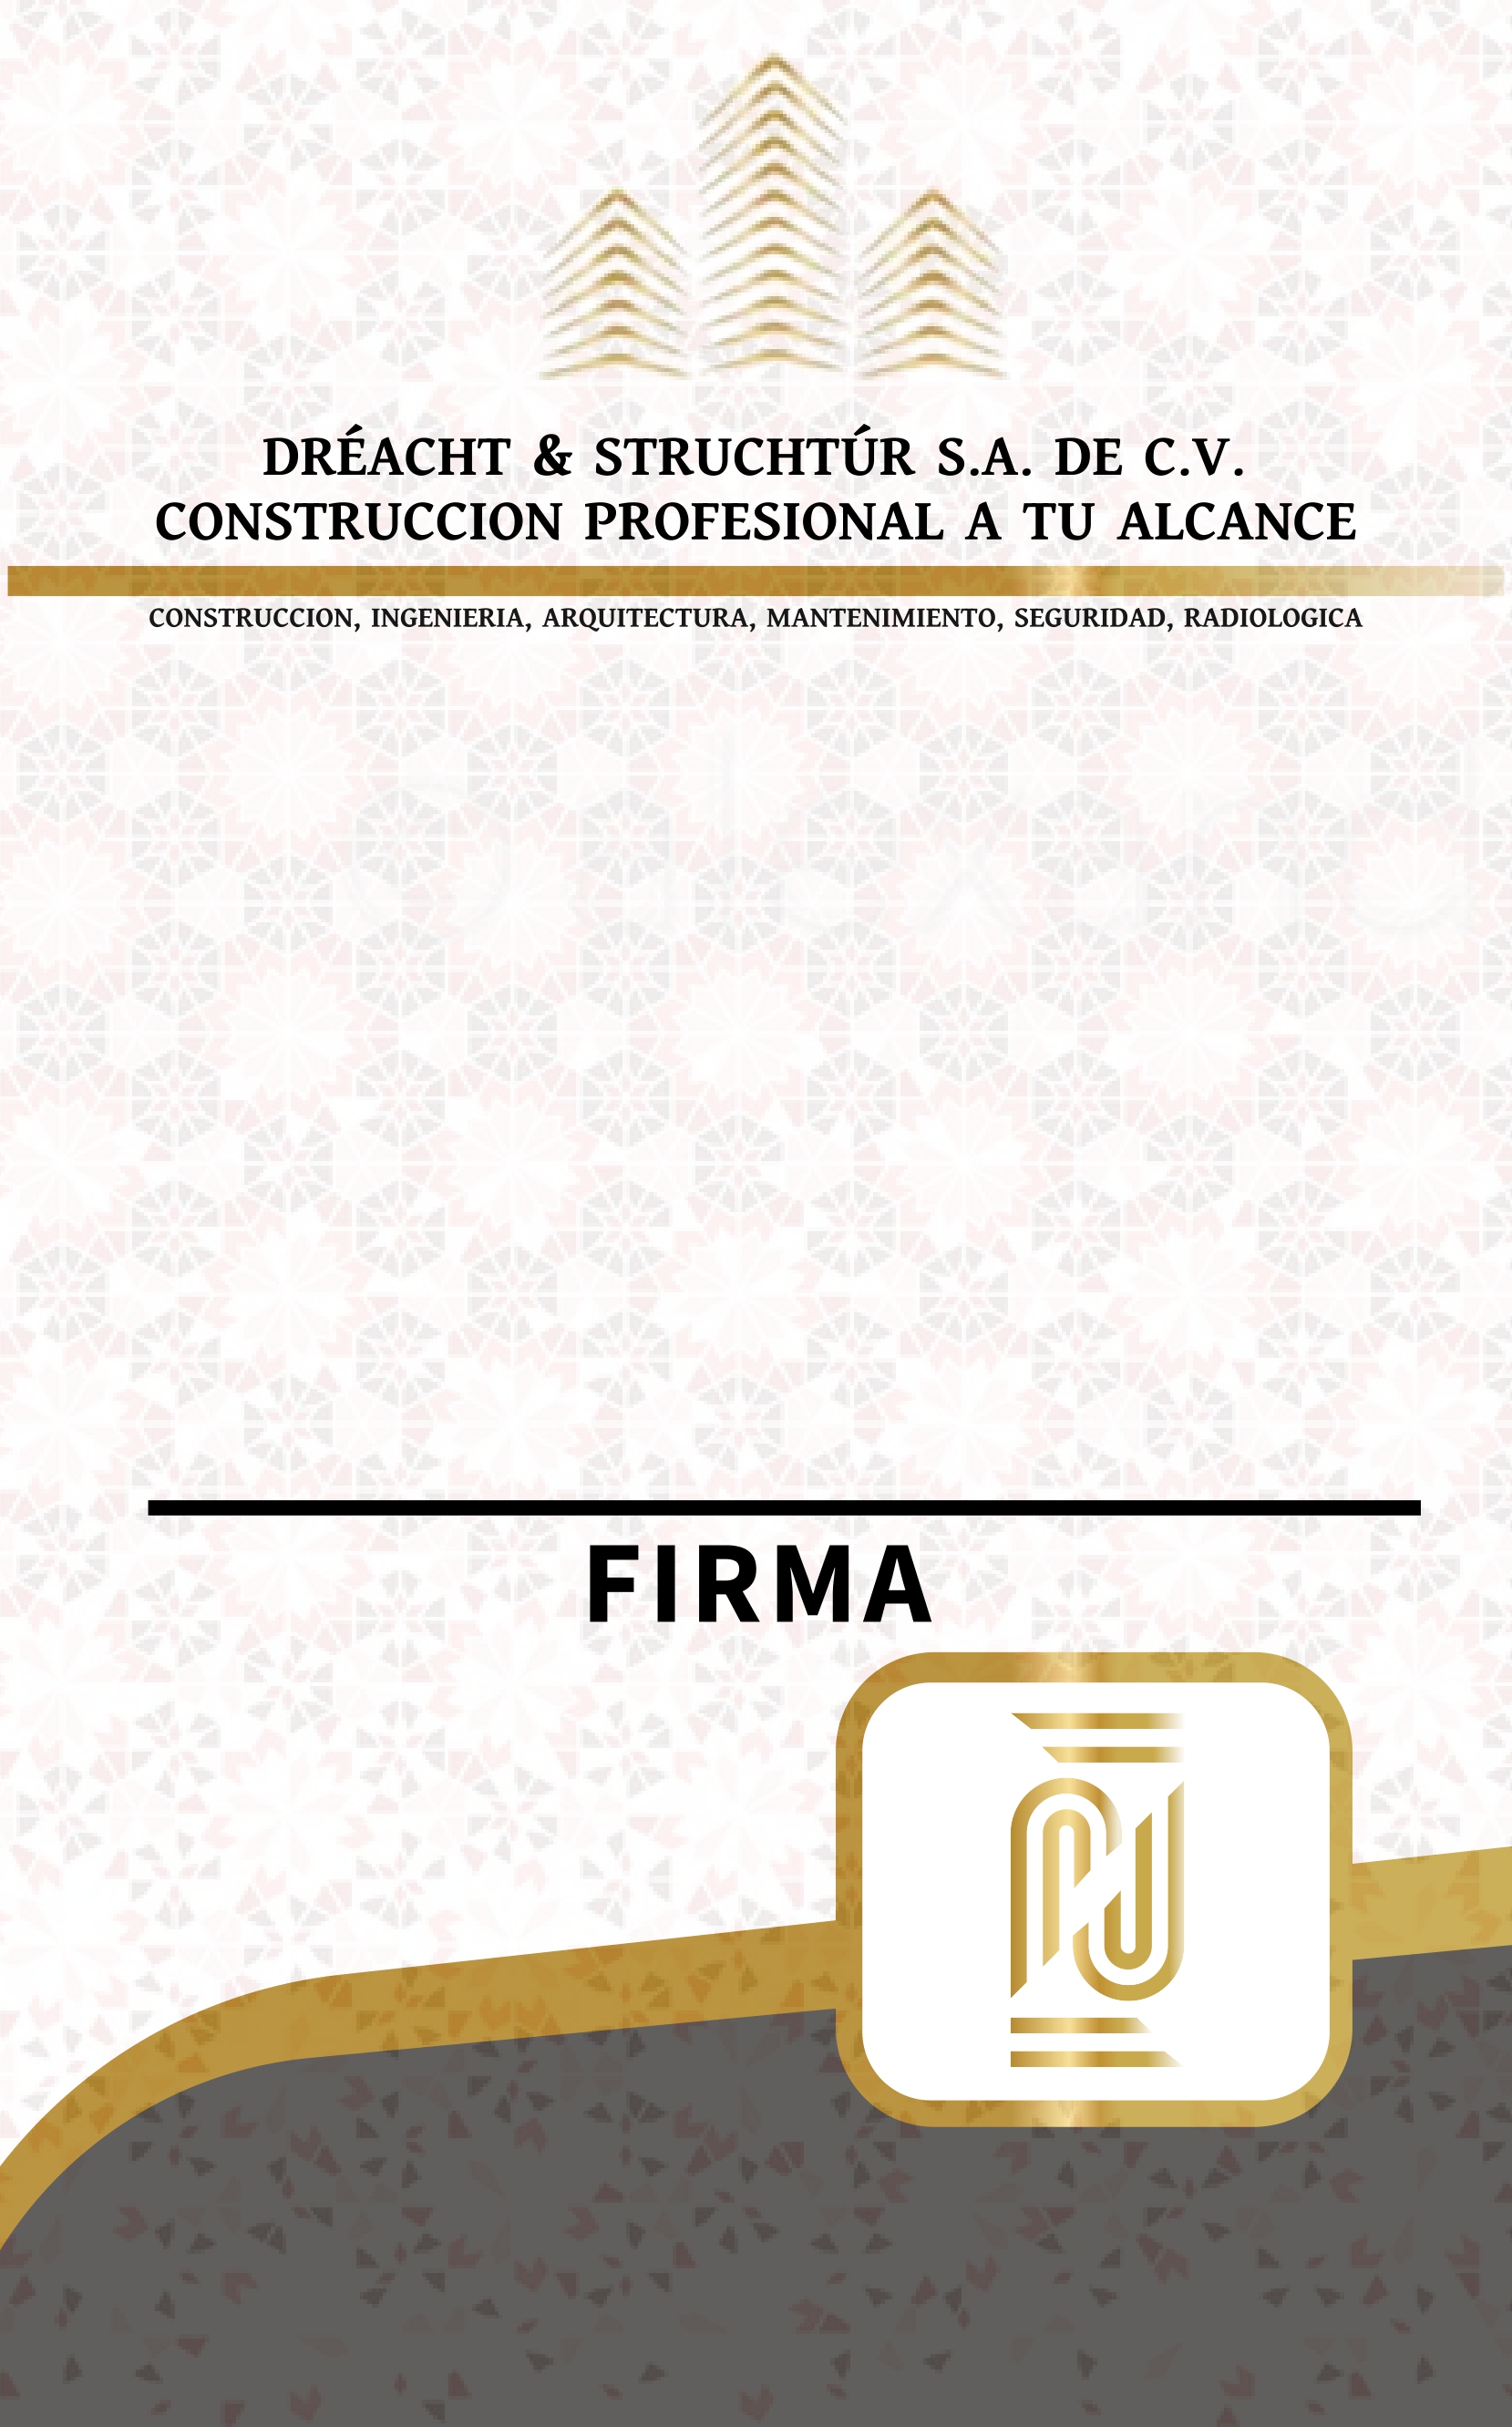 DRÉACHT & STRUCHTÚR S.A. DE C.V.
CONSTRUCCION PROFESIONAL A TU ALCANCE
CONSTRUCCION, INGENIERIA, ARQUITECTURA, MANTENIMIENTO, SEGURIDAD, RADIOLOGICA
FIRMA